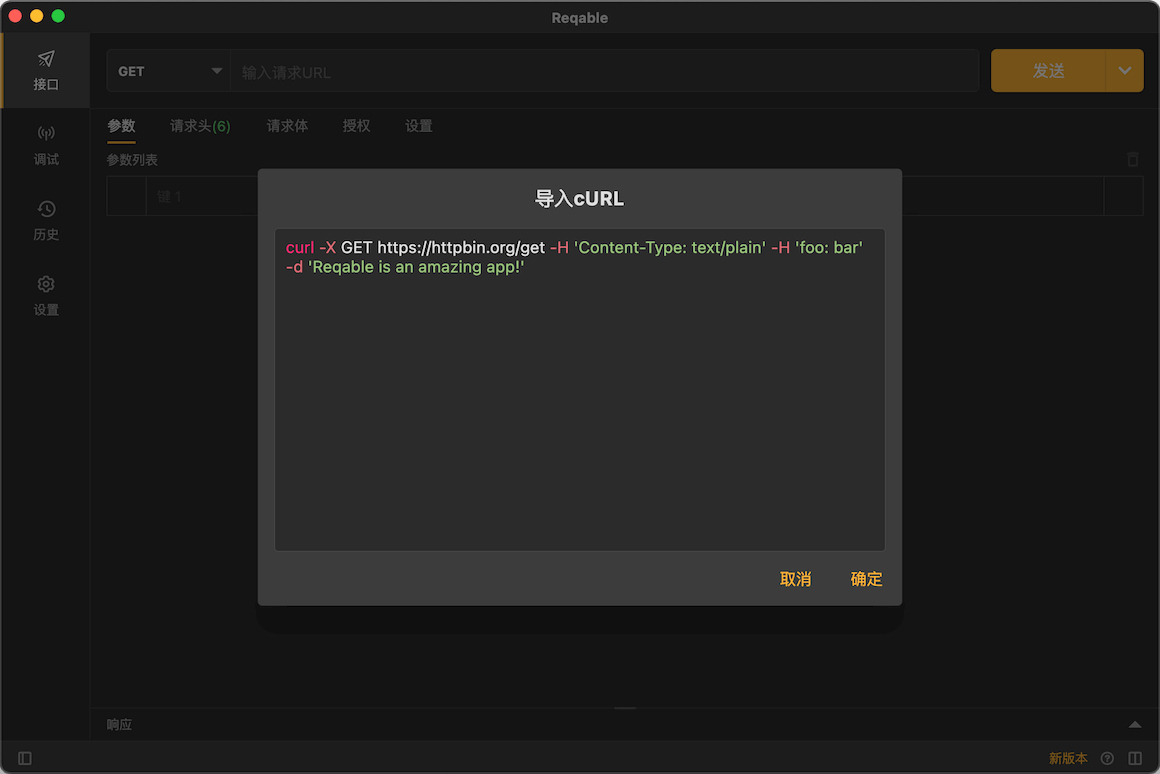 Reqable
接口
GET
输入请求URL
发送
调试
历史
设置
参数
请求头(6)
请求体
授权
设置
参数列表
键 1
导入cURL
curl -X GET https://httpbin.org/get -H 'Content-Type: text/plain' -H 'foo: bar'
-d 'Reqable is an amazing app!'
取消
确定
响应
新版本